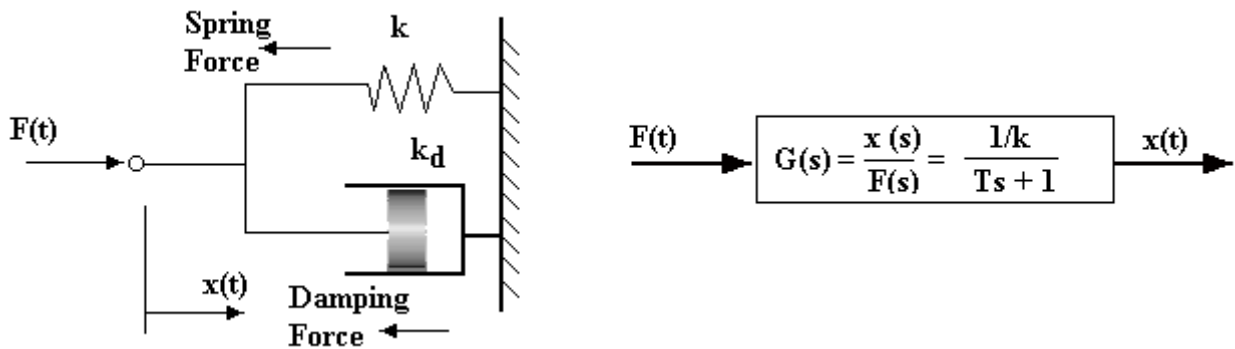 Spring
Force
k
F(t)
k_d
x(t)
Damping
Force
F(t)
G(s) = x (s) / F(s) = 1/k / Ts + 1
x(t)